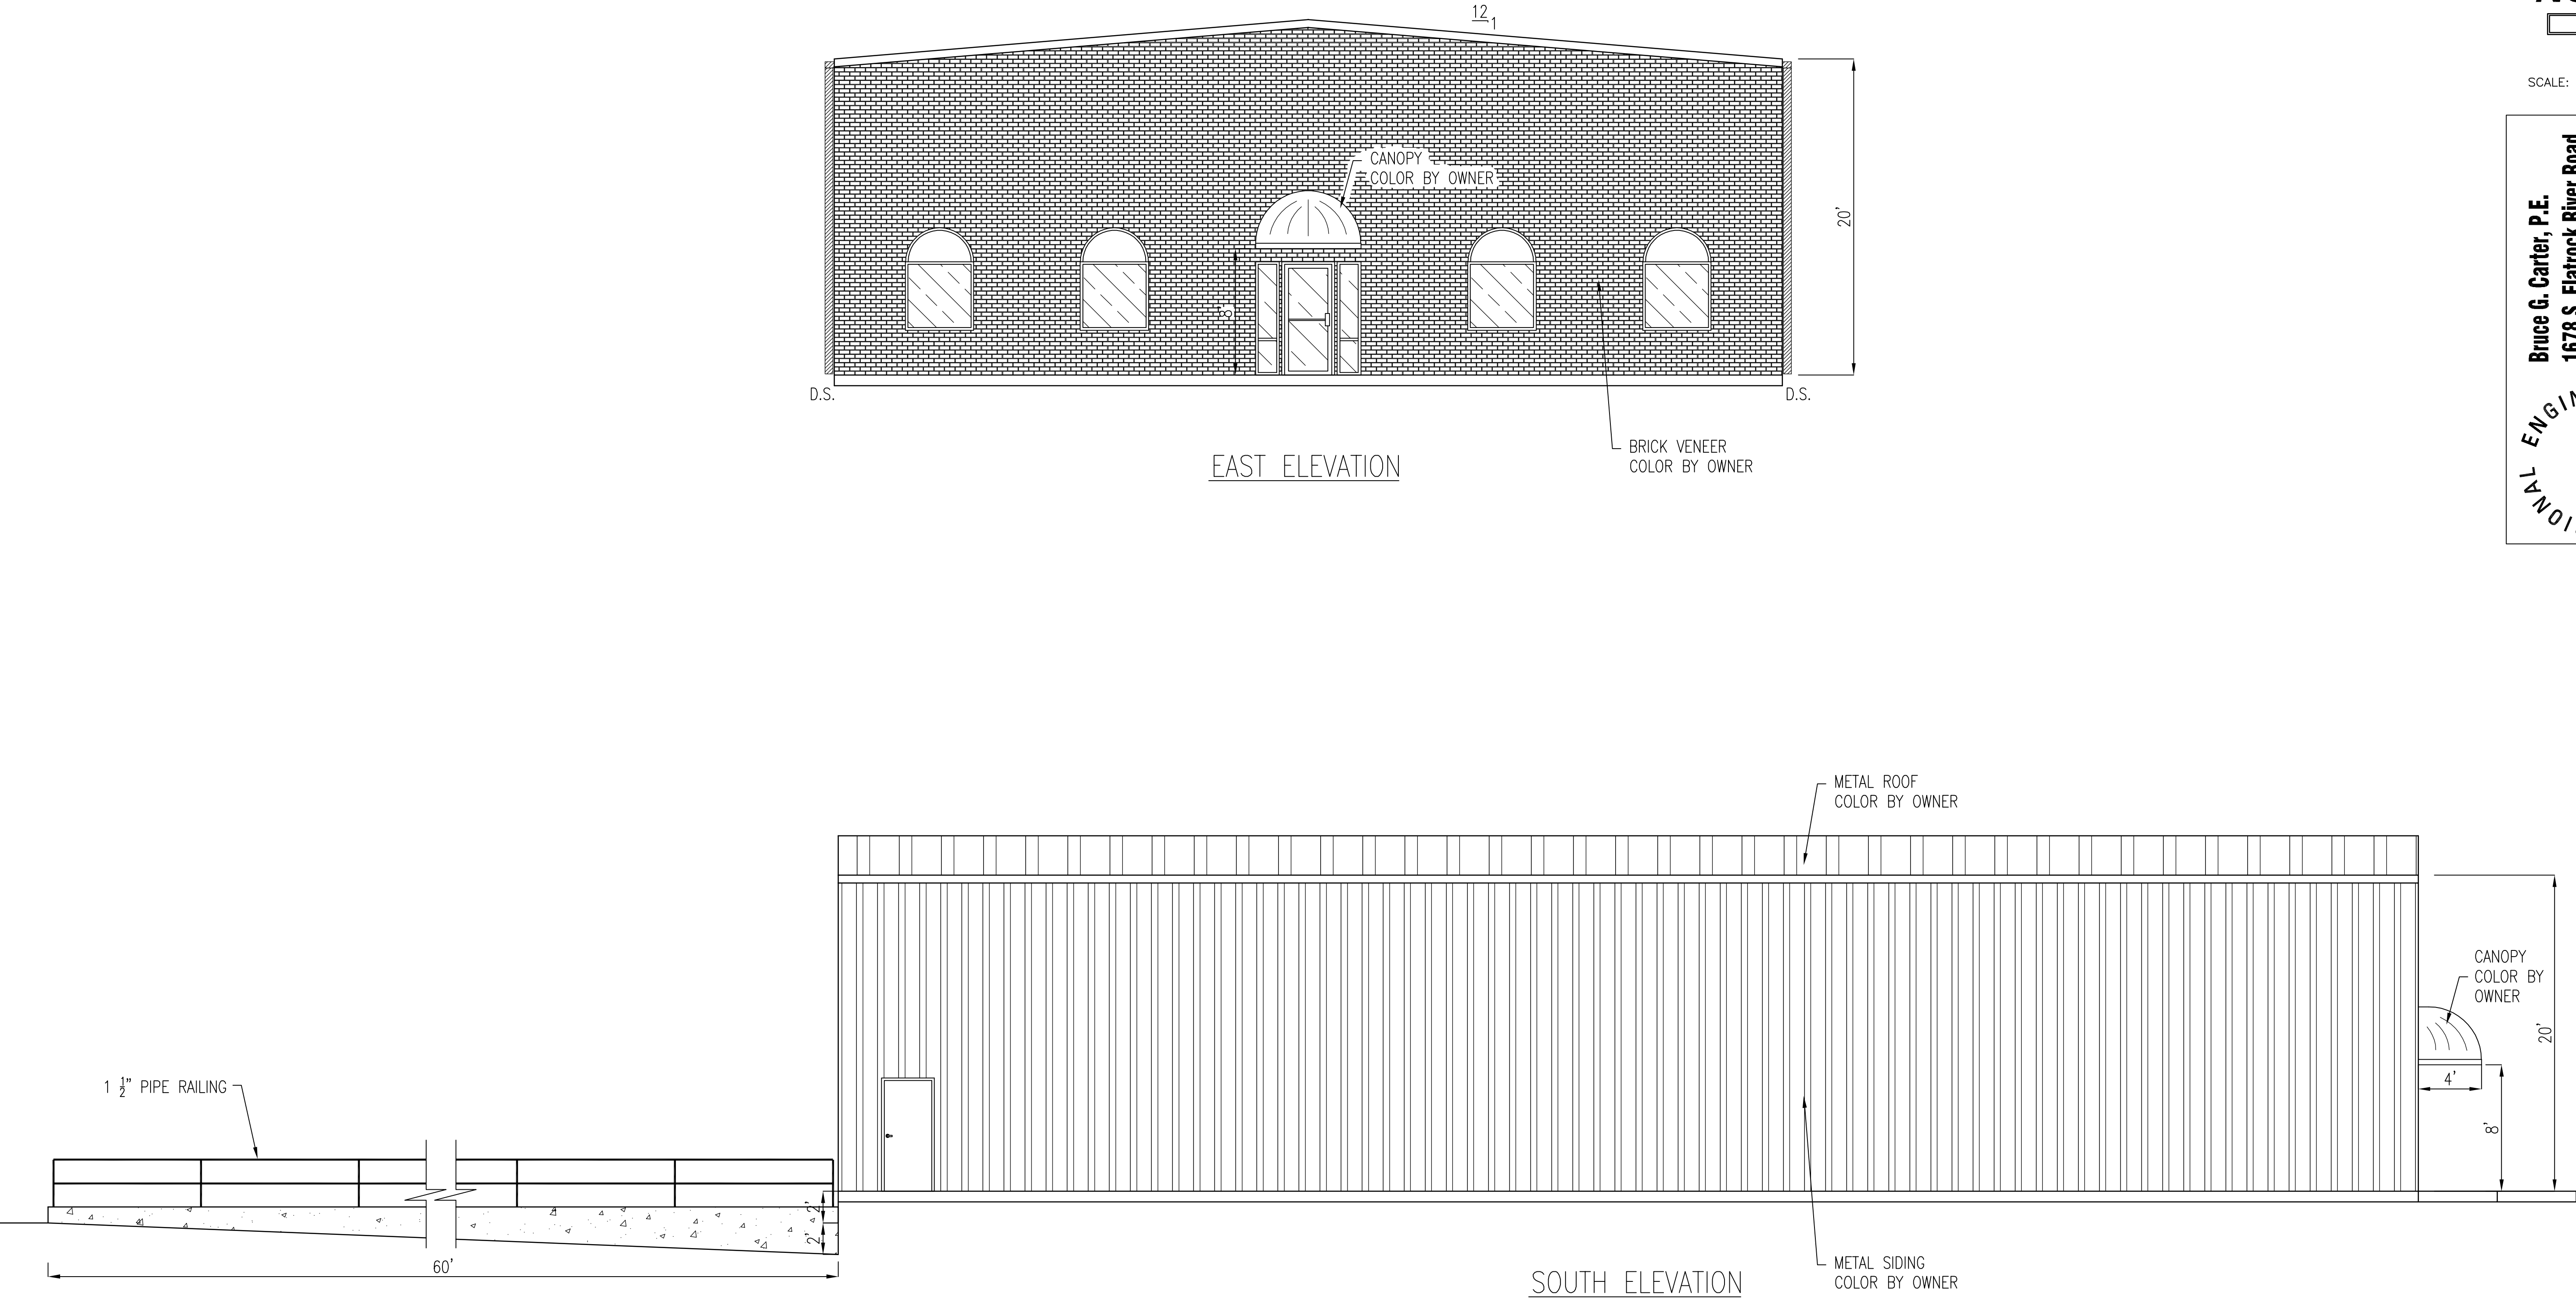 12
1
SCALE:
CANOPY
COLOR BY OWNER
20'
8'
D.S.
D.S.
BRICK VENEER
COLOR BY OWNER
EAST ELEVATION
Bruce G. Carter, P.E.
1678 S. Flatrock River Road
METAL ROOF
COLOR BY OWNER
CANOPY
COLOR BY
OWNER
20'
4'
8'
1 1/2" PIPE RAILING
2'
2'
60'
METAL SIDING
COLOR BY OWNER
SOUTH ELEVATION